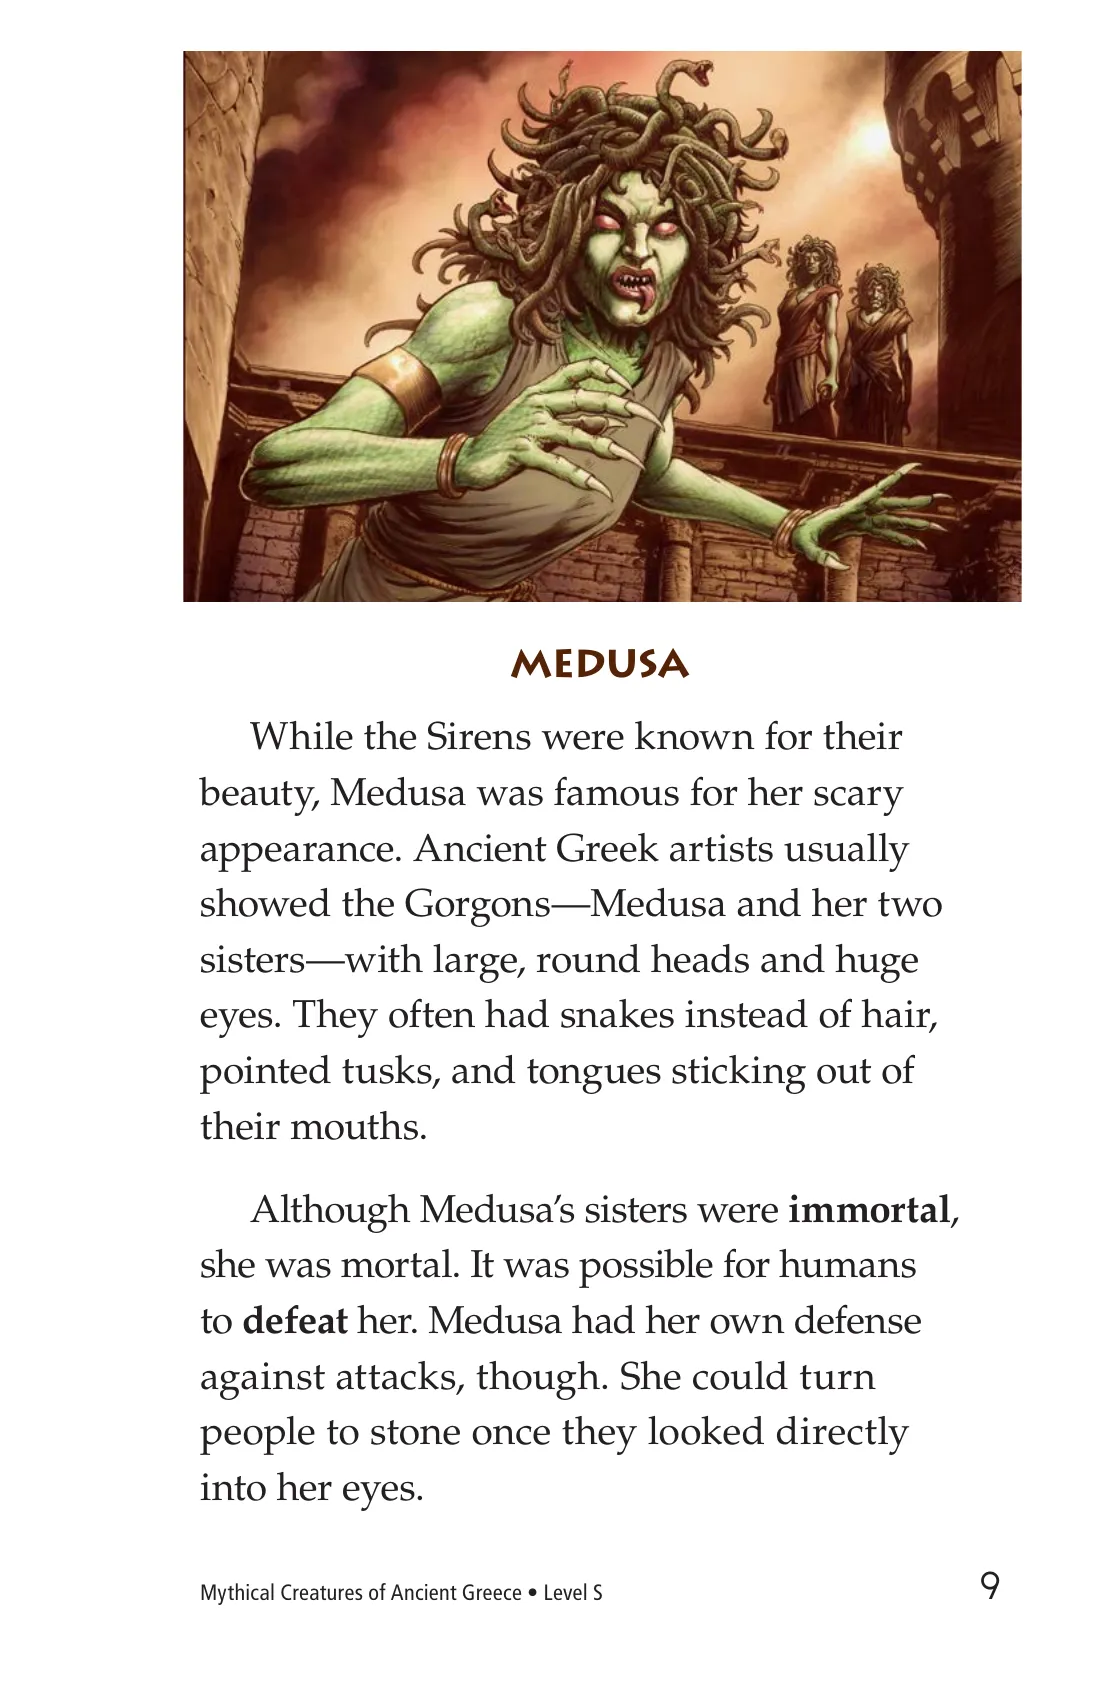 MEDUSA
While the Sirens were known for their
beauty, Medusa was famous for her scary
appearance. Ancient Greek artists usually
showed the Gorgons—Medusa and her two
sisters—with large, round heads and huge
eyes. They often had snakes instead of hair,
pointed tusks, and tongues sticking out of
their mouths.
Although Medusa’s sisters were immortal,
she was mortal. It was possible for humans
to defeat her. Medusa had her own defense
against attacks, though. She could turn
people to stone once they looked directly
into her eyes.
Mythical Creatures of Ancient Greece • Level S
9